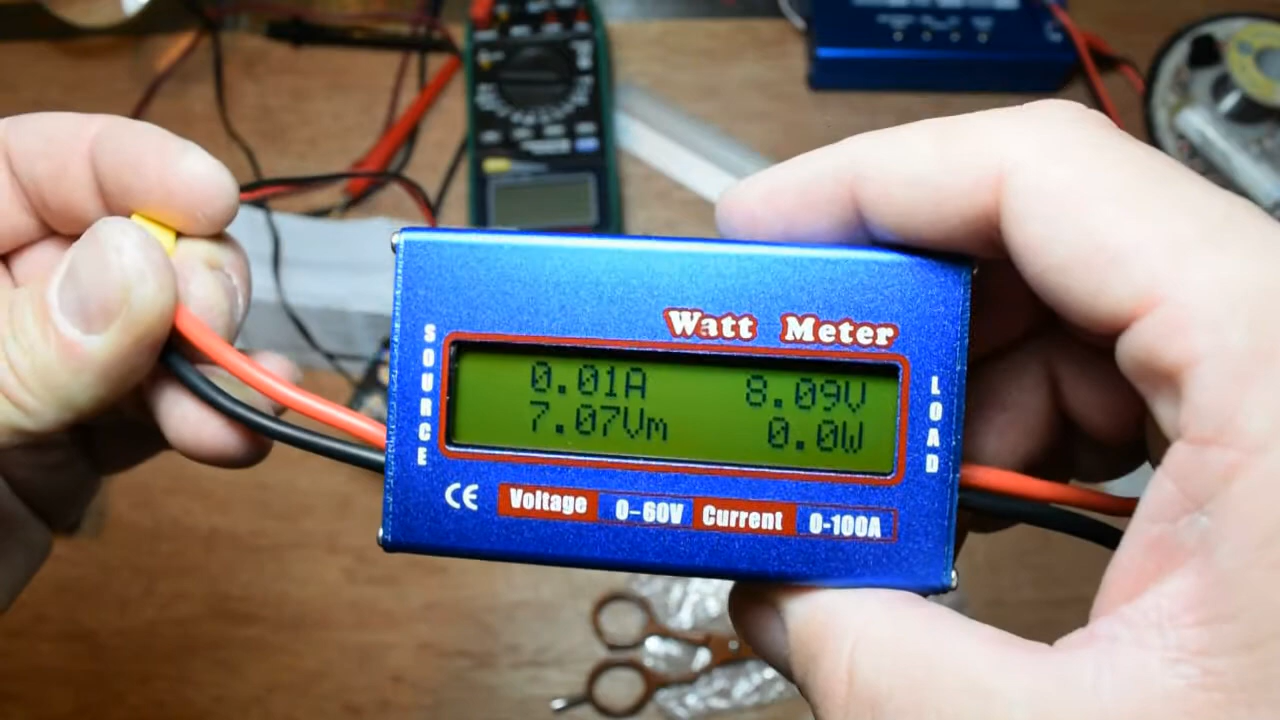 Watt Meter
SOURCE
0.01A 8.09V
7.07Vm 0.0W
LOAD
CE Voltage 0-60V Current 0-100A